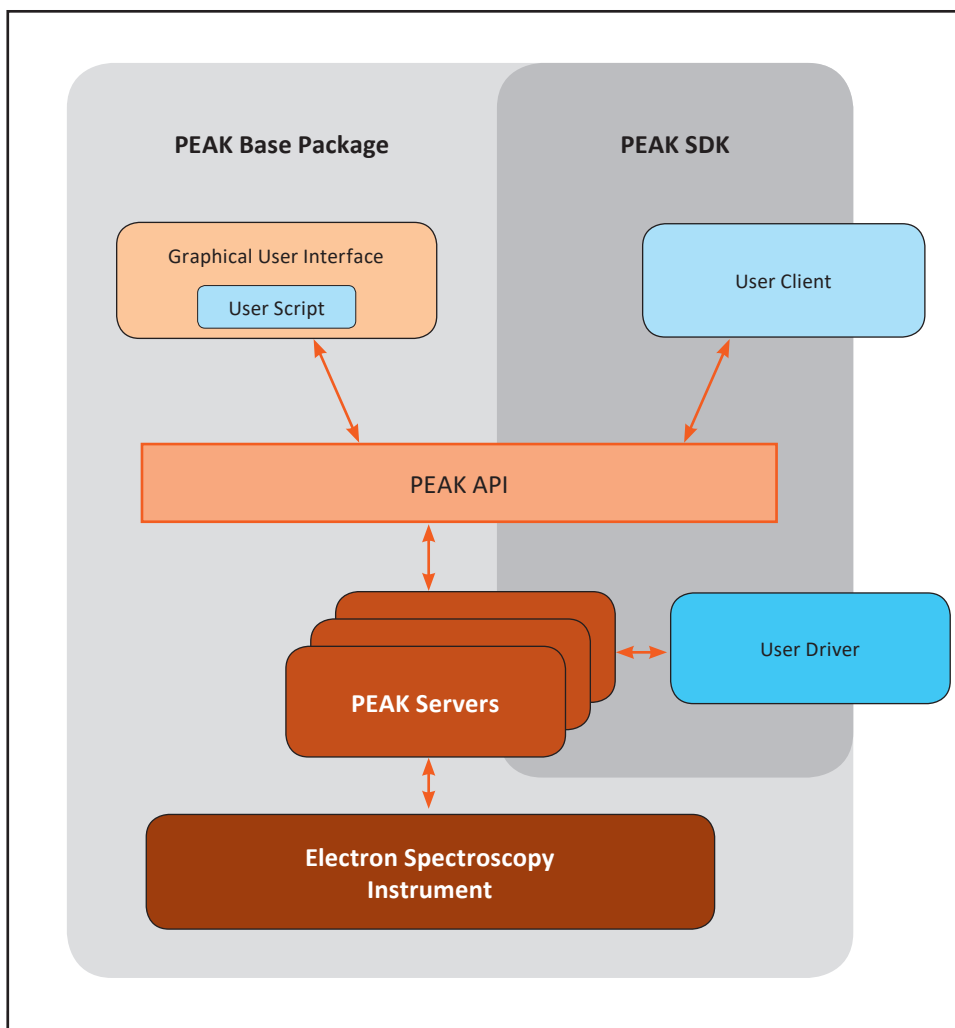 PEAK Base Package
PEAK SDK
Graphical User Interface
User Script
User Client
PEAK API
PEAK Servers
User Driver
Electron Spectroscopy
Instrument